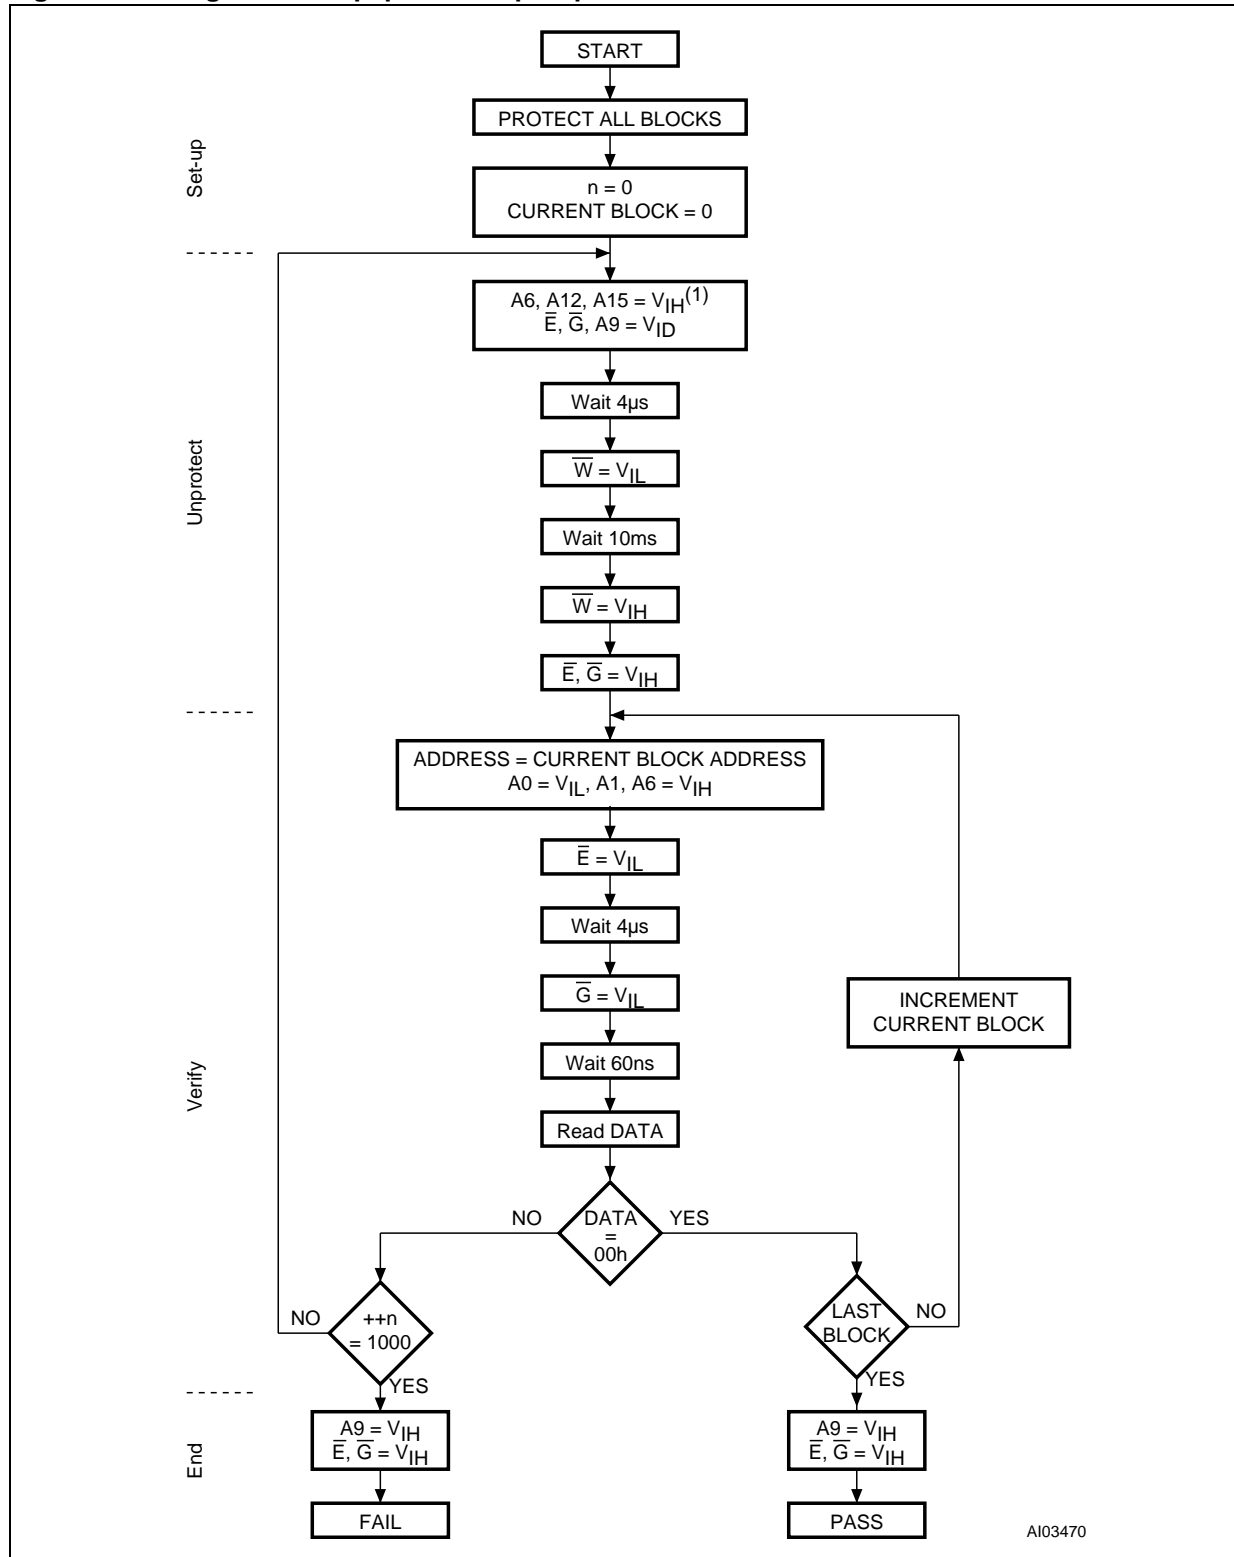 START
PROTECT ALL BLOCKS
Set-up
n = 0
CURRENT BLOCK = 0
A6, A12, A15 = VIH(1)
E̅, G̅, A9 = VID
Wait 4µs
Unprotect
W̅ = VIL
Wait 10ms
W̅ = VIH
E̅, G̅ = VIH
ADDRESS = CURRENT BLOCK ADDRESS
A0 = VIL, A1, A6 = VIH
E̅ = VIL
Wait 4µs
G̅ = VIL
INCREMENT
CURRENT BLOCK
Wait 60ns
Verify
Read DATA
NO
DATA
=
00h
YES
NO
++n
= 1000
YES
LAST
BLOCK
NO
YES
End
A9 = VIH
E̅, G̅ = VIH
A9 = VIH
E̅, G̅ = VIH
FAIL
PASS
AI03470